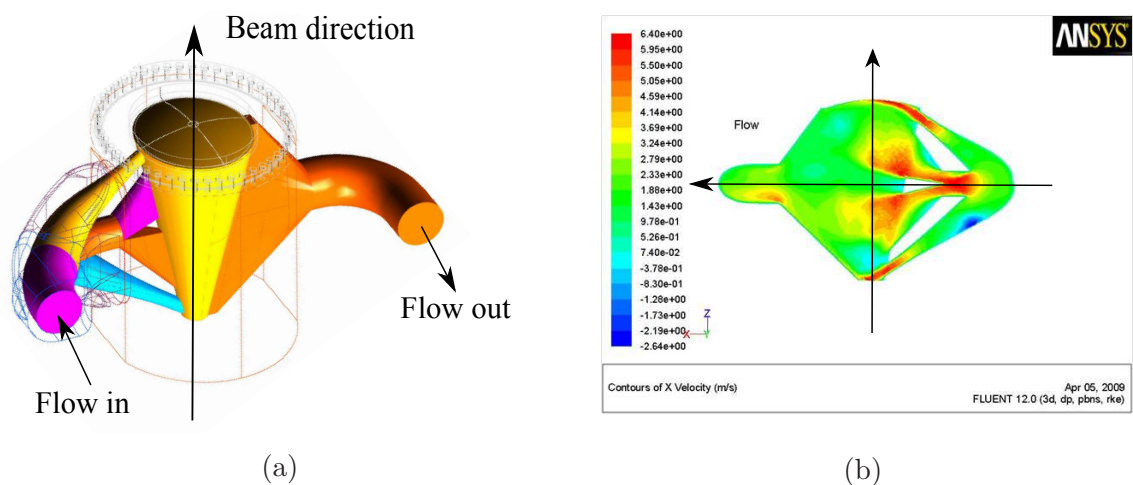 Beam direction
Flow in
Flow out
(a)
6.40e+00
5.95e+00
5.50e+00
5.05e+00
4.59e+00
4.14e+00
3.69e+00
3.24e+00
2.79e+00
2.33e+00
1.88e+00
1.43e+00
9.78e-01
5.26e-01
7.40e-02
-3.78e-01
-8.30e-01
-1.28e+00
-1.73e+00
-2.19e+00
-2.64e+00
Flow
ANSYS
Z
X Y
Contours of X Velocity (m/s)
Apr 05, 2009
FLUENT 12.0 (3d, dp, pbns, rke)
(b)